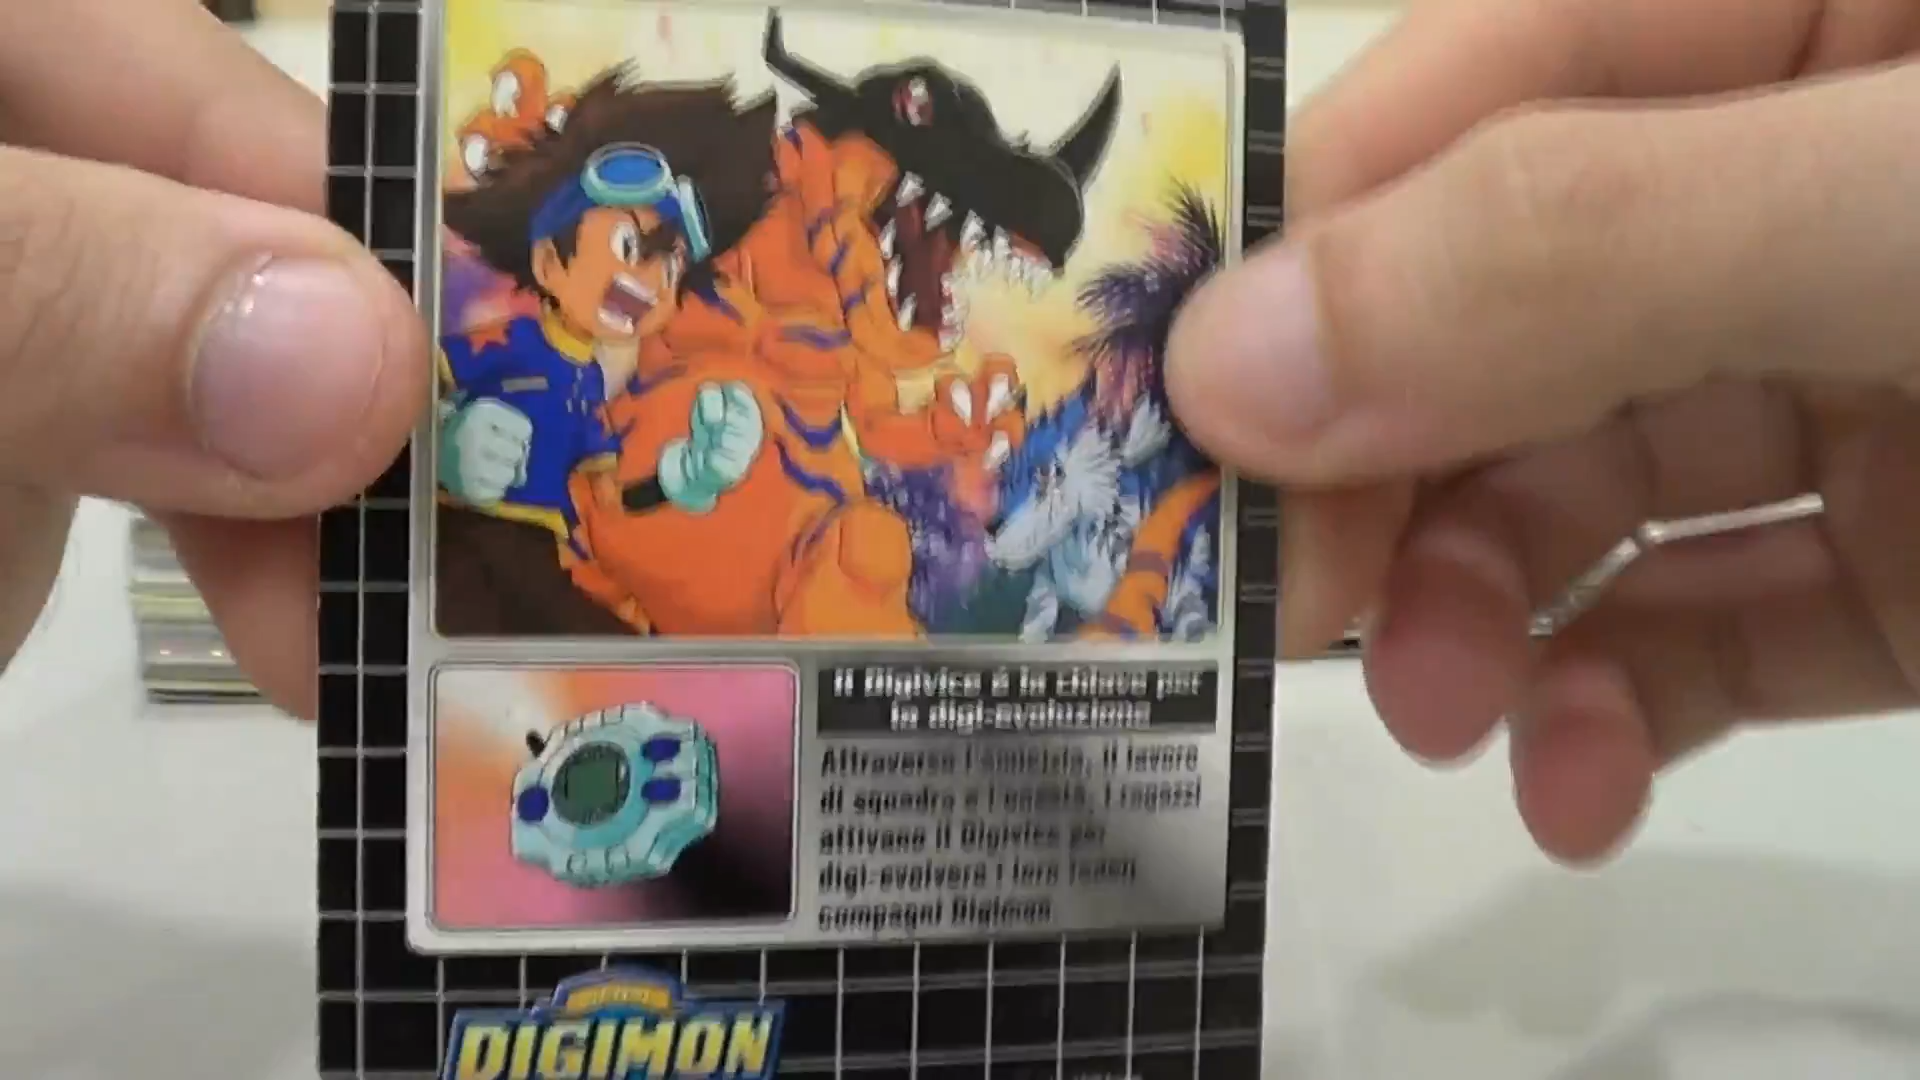 Il Digivice è la chiave per
la digi-evoluzione
Attraverso l'amicizia, il lavoro
di squadra e l'onestà, i ragazzi
attivano il Digivice per
digi-evolvere i loro fedeli
compagni Digimon
DIGIMON